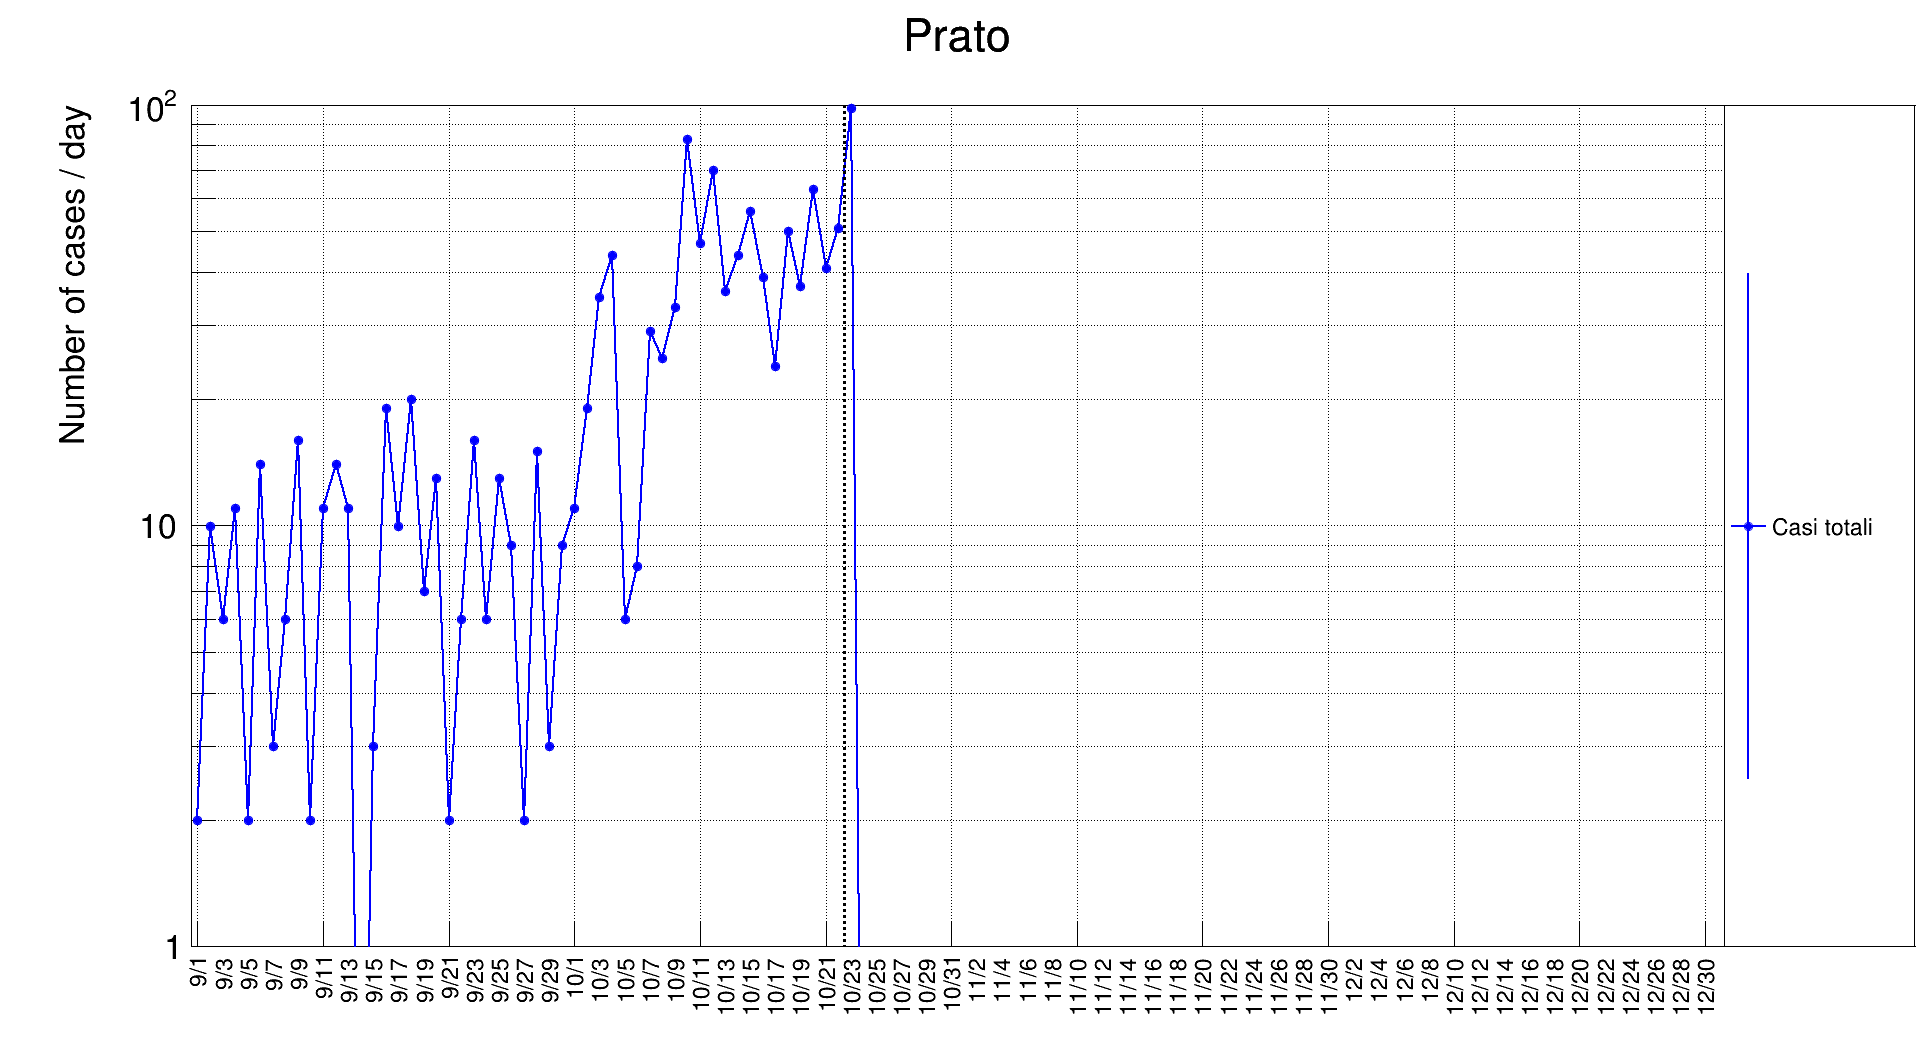 Prato
Number of cases / day
10²
10
1
9/1 9/3 9/5 9/7 9/9 9/11 9/13 9/15 9/17 9/19 9/21 9/23 9/25 9/27 9/29 10/1 10/3 10/5 10/7 10/9 10/11 10/13 10/15 10/17 10/19 10/21 10/23 10/25 10/27 10/29 10/31 11/2 11/4 11/6 11/8 11/10 11/12 11/14 11/16 11/18 11/20 11/22 11/24 11/26 11/28 11/30 12/2 12/4 12/6 12/8 12/10 12/12 12/14 12/16 12/18 12/20 12/22 12/24 12/26 12/28 12/30
Casi totali